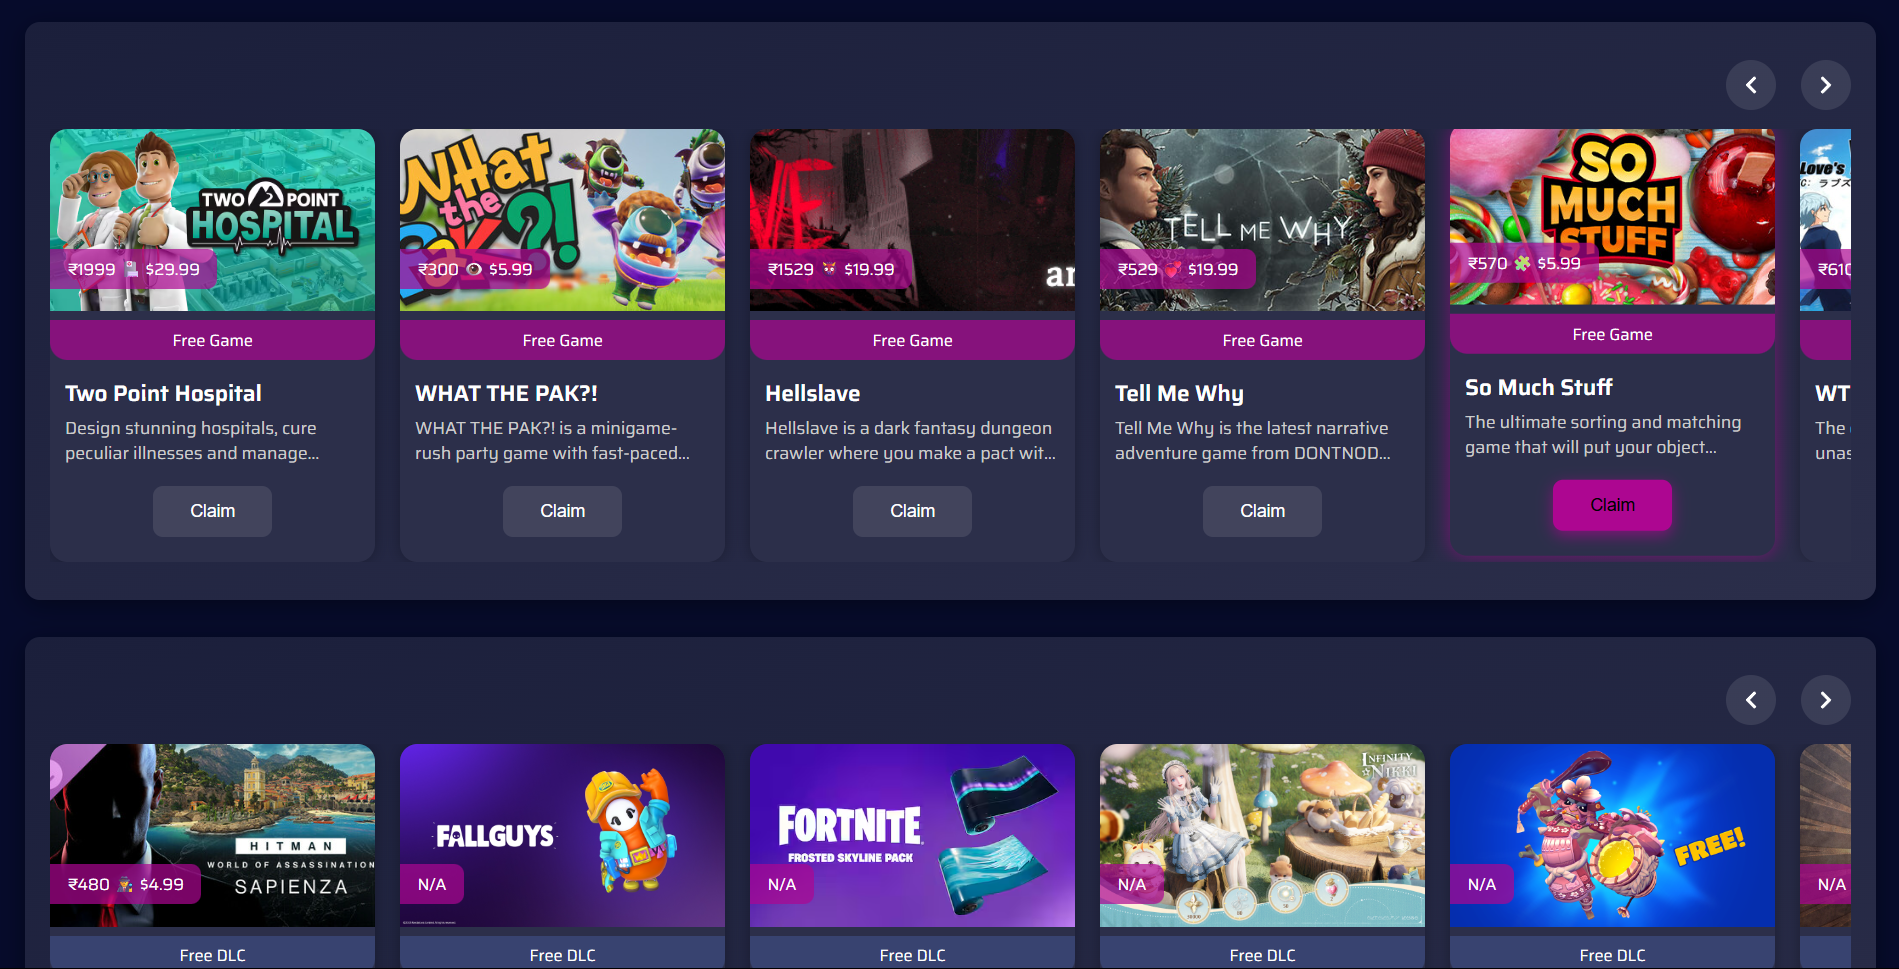 TWO POINT
HOSPITAL
₹1999 $29.99
Free Game
Two Point Hospital
Design stunning hospitals, cure
peculiar illnesses and manage...
Claim
WHAT
the
PAK?!
₹300 $5.99
Free Game
WHAT THE PAK?!
WHAT THE PAK?! is a minigame-
rush party game with fast-paced...
Claim
VE
an
₹1529 $19.99
Free Game
Hellslave
Hellslave is a dark fantasy dungeon
crawler where you make a pact wit...
Claim
TELL ME WHY
₹529 $19.99
Free Game
Tell Me Why
Tell Me Why is the latest narrative
adventure game from DONTNOD...
Claim
SO
MUCH
STUFF
₹570 $5.99
Free Game
So Much Stuff
The ultimate sorting and matching
game that will put your object...
Claim
Love's
₹610
WT
The
unas
HITMAN
WORLD OF ASSASSINATION
SAPIENZA
₹480 $4.99
Free DLC
FALL GUYS
N/A
Free DLC
FORTNITE
FROSTED SKYLINE PACK
N/A
Free DLC
INFINITY
NIKKI
N/A
Free DLC
FREE!
N/A
Free DLC
N/A